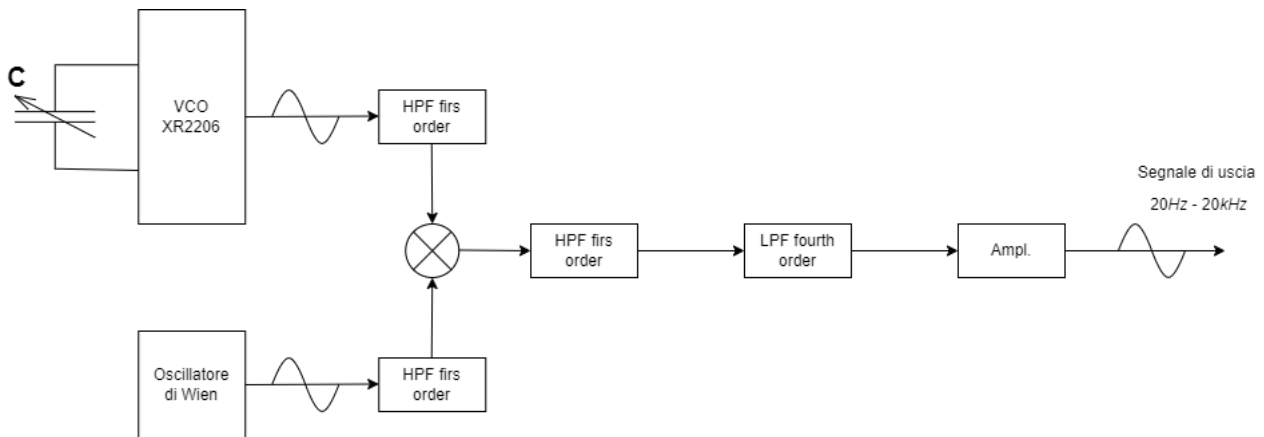 C
VCO
XR2206
HPF firs
order
Segnale di uscia
20Hz - 20kHz
HPF firs
order
LPF fourth
order
Ampl.
Oscillatore
di Wien
HPF firs
order